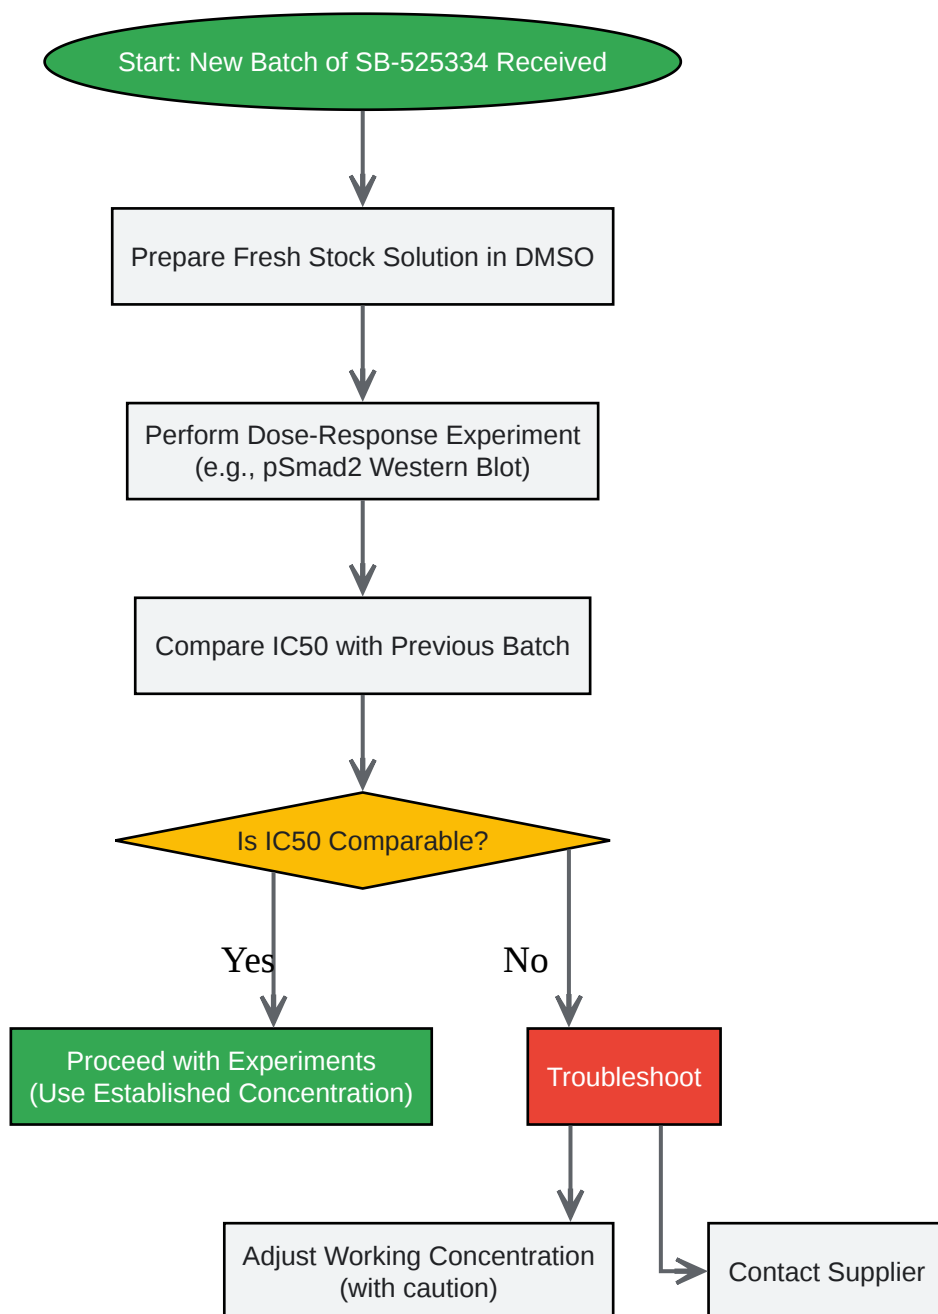 Start: New Batch of SB-525334 Received
Prepare Fresh Stock Solution in DMSO
Perform Dose-Response Experiment
(e.g., pSmad2 Western Blot)
Compare IC50 with Previous Batch
Is IC50 Comparable?
Yes
No
Proceed with Experiments
(Use Established Concentration)
Troubleshoot
Adjust Working Concentration
(with caution)
Contact Supplier